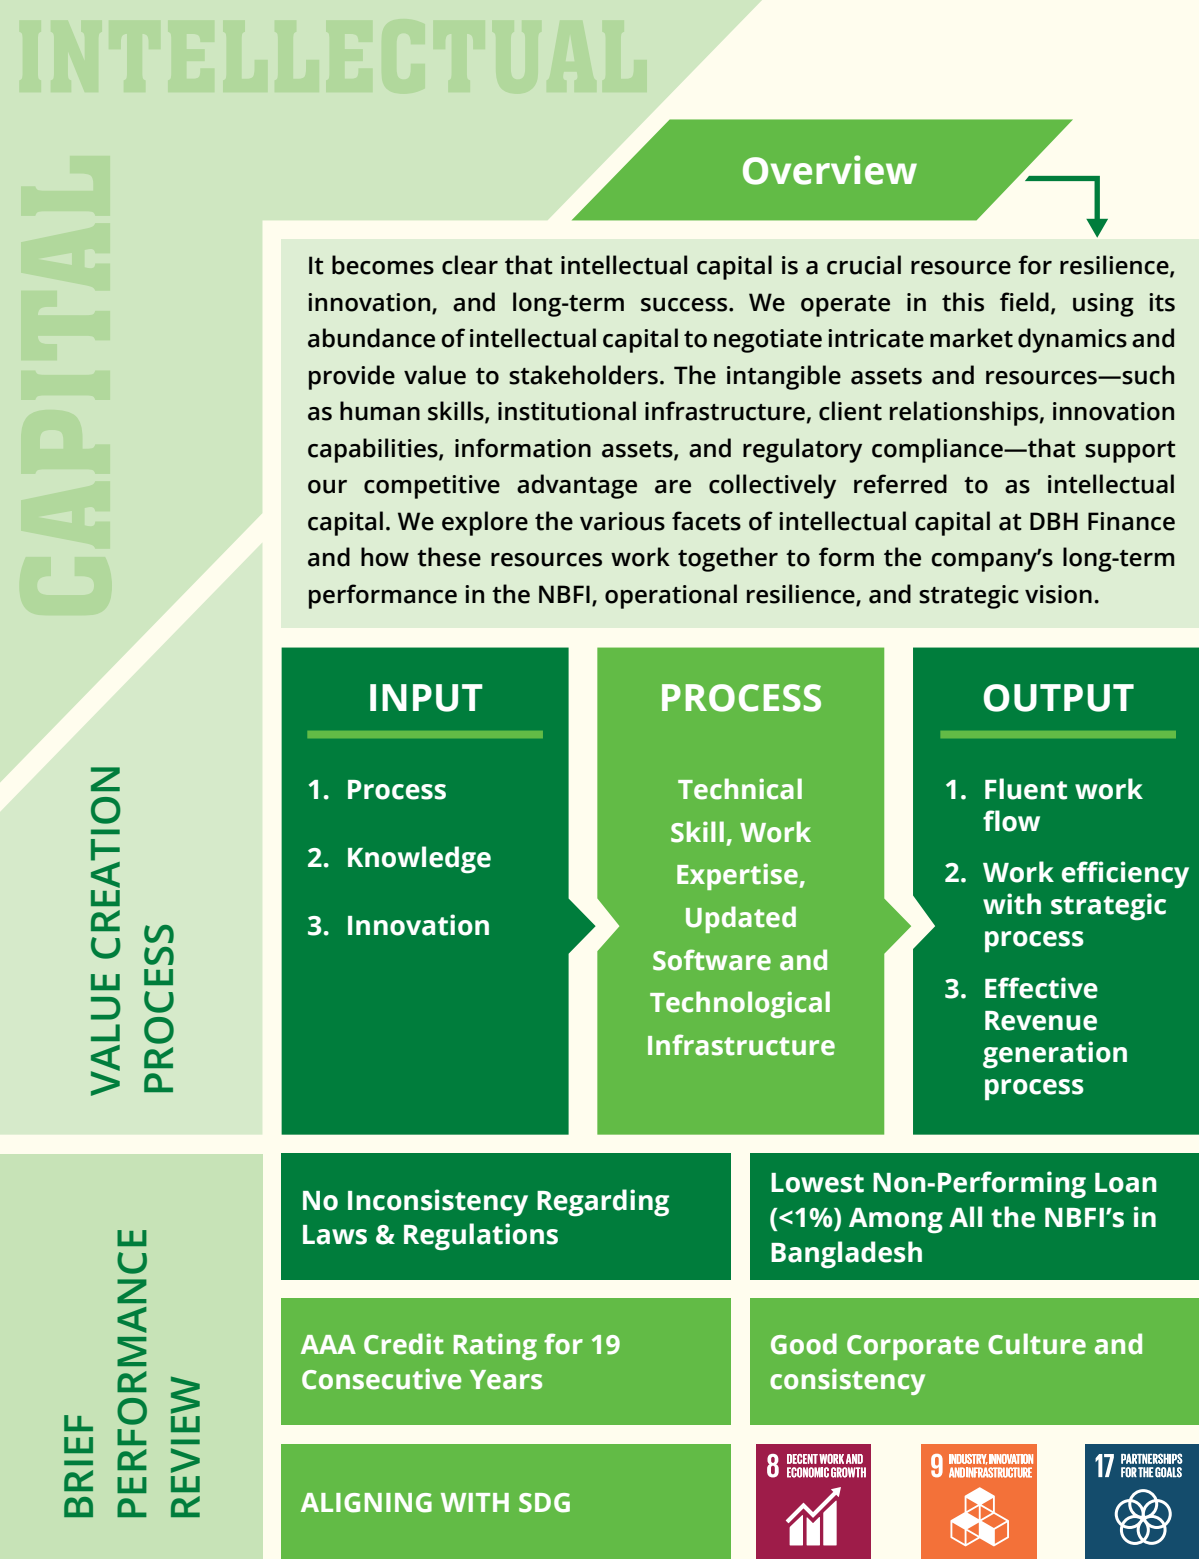 INTELLECTUAL
CAPITAL
Overview
It becomes clear that intellectual capital is a crucial resource for resilience,
innovation, and long-term success. We operate in this field, using its
abundance of intellectual capital to negotiate intricate market dynamics and
provide value to stakeholders. The intangible assets and resources—such
as human skills, institutional infrastructure, client relationships, innovation
capabilities, information assets, and regulatory compliance—that support
our competitive advantage are collectively referred to as intellectual
capital. We explore the various facets of intellectual capital at DBH Finance
and how these resources work together to form the company’s long-term
performance in the NBFI, operational resilience, and strategic vision.
VALUE CREATION
PROCESS
INPUT
1. Process
2. Knowledge
3. Innovation
PROCESS
Technical
Skill, Work
Expertise,
Updated
Software and
Technological
Infrastructure
OUTPUT
1. Fluent work
flow
2. Work efficiency
with strategic
process
3. Effective
Revenue
generation
process
BRIEF
PERFORMANCE
REVIEW
No Inconsistency Regarding
Laws & Regulations
Lowest Non-Performing Loan
(<1%) Among All the NBFI’s in
Bangladesh
AAA Credit Rating for 19
Consecutive Years
Good Corporate Culture and
consistency
ALIGNING WITH SDG
8 DECENT WORK AND
ECONOMIC GROWTH
9 INDUSTRY, INNOVATION
AND INFRASTRUCTURE
17 PARTNERSHIPS
FOR THE GOALS